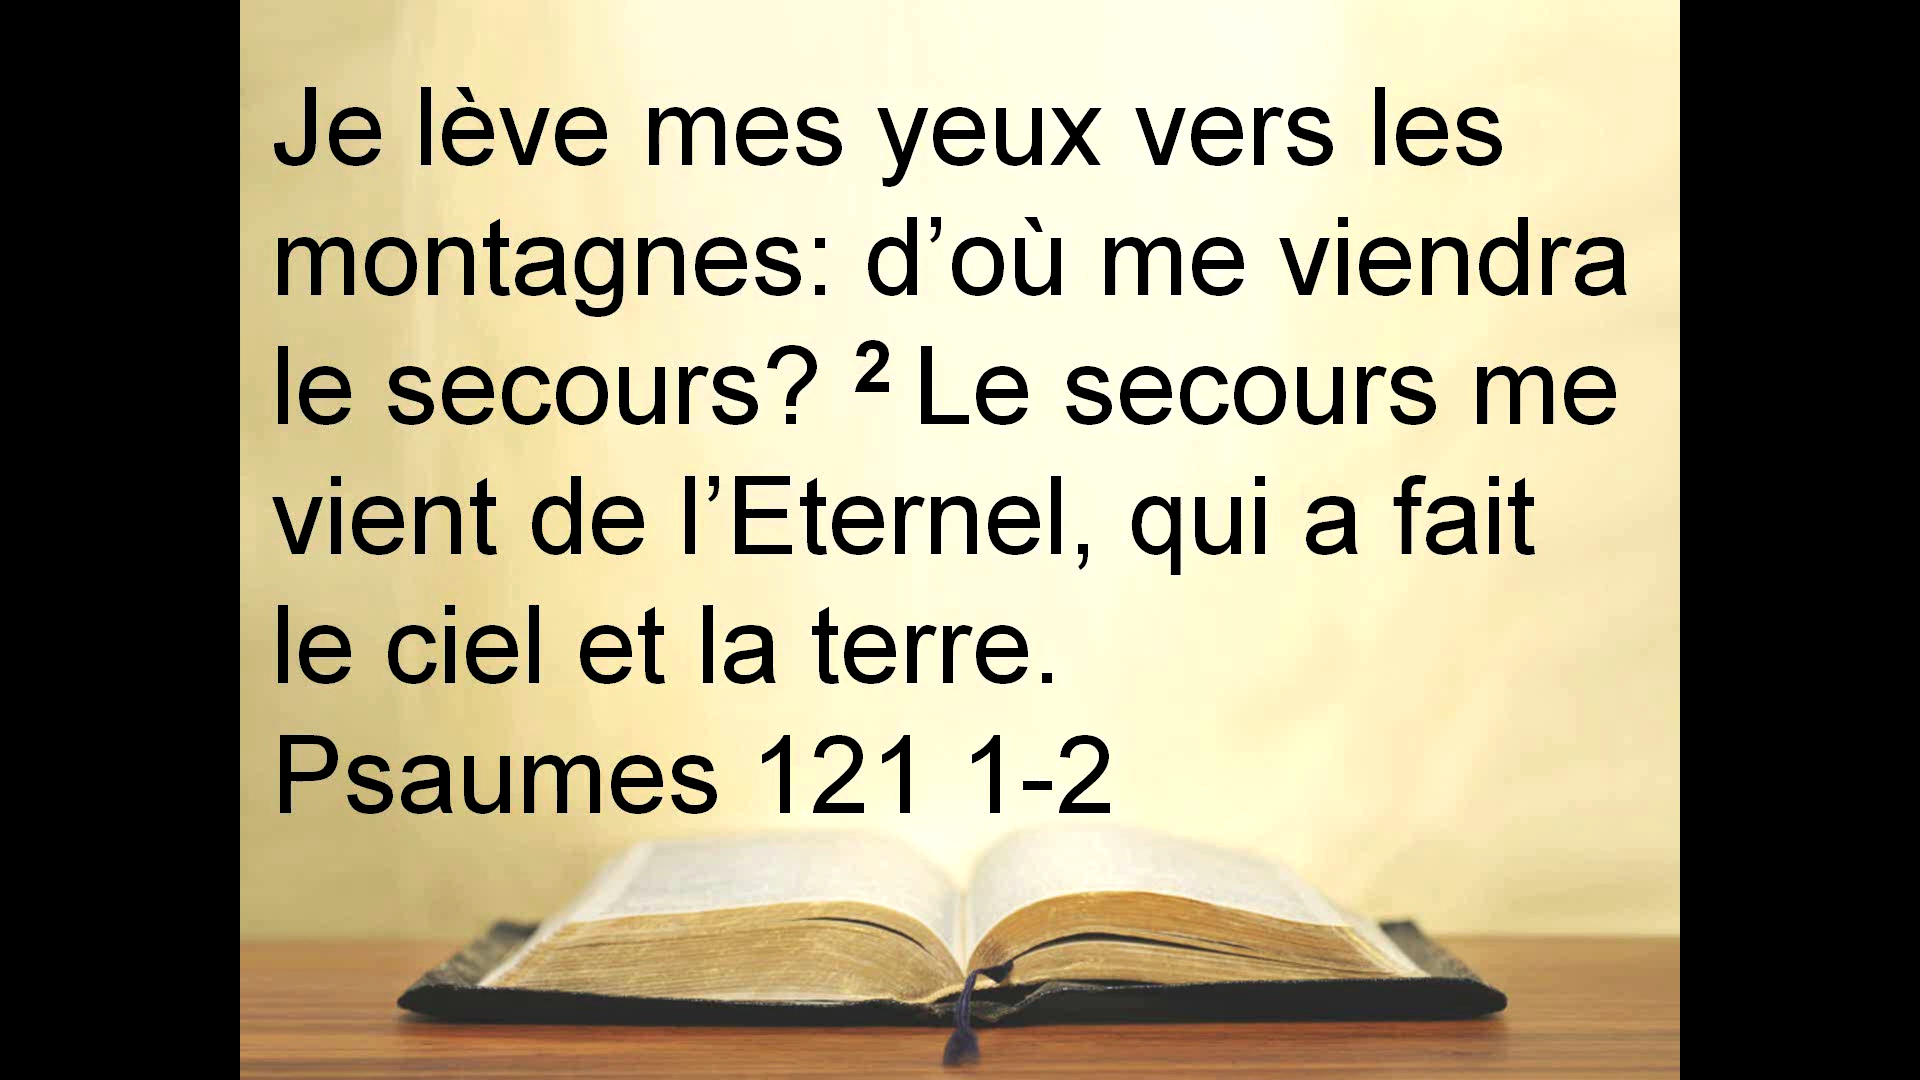 Je lève mes yeux vers les
montagnes: d’où me viendra
le secours? 2 Le secours me
vient de l’Eternel, qui a fait
le ciel et la terre.
Psaumes 121 1-2